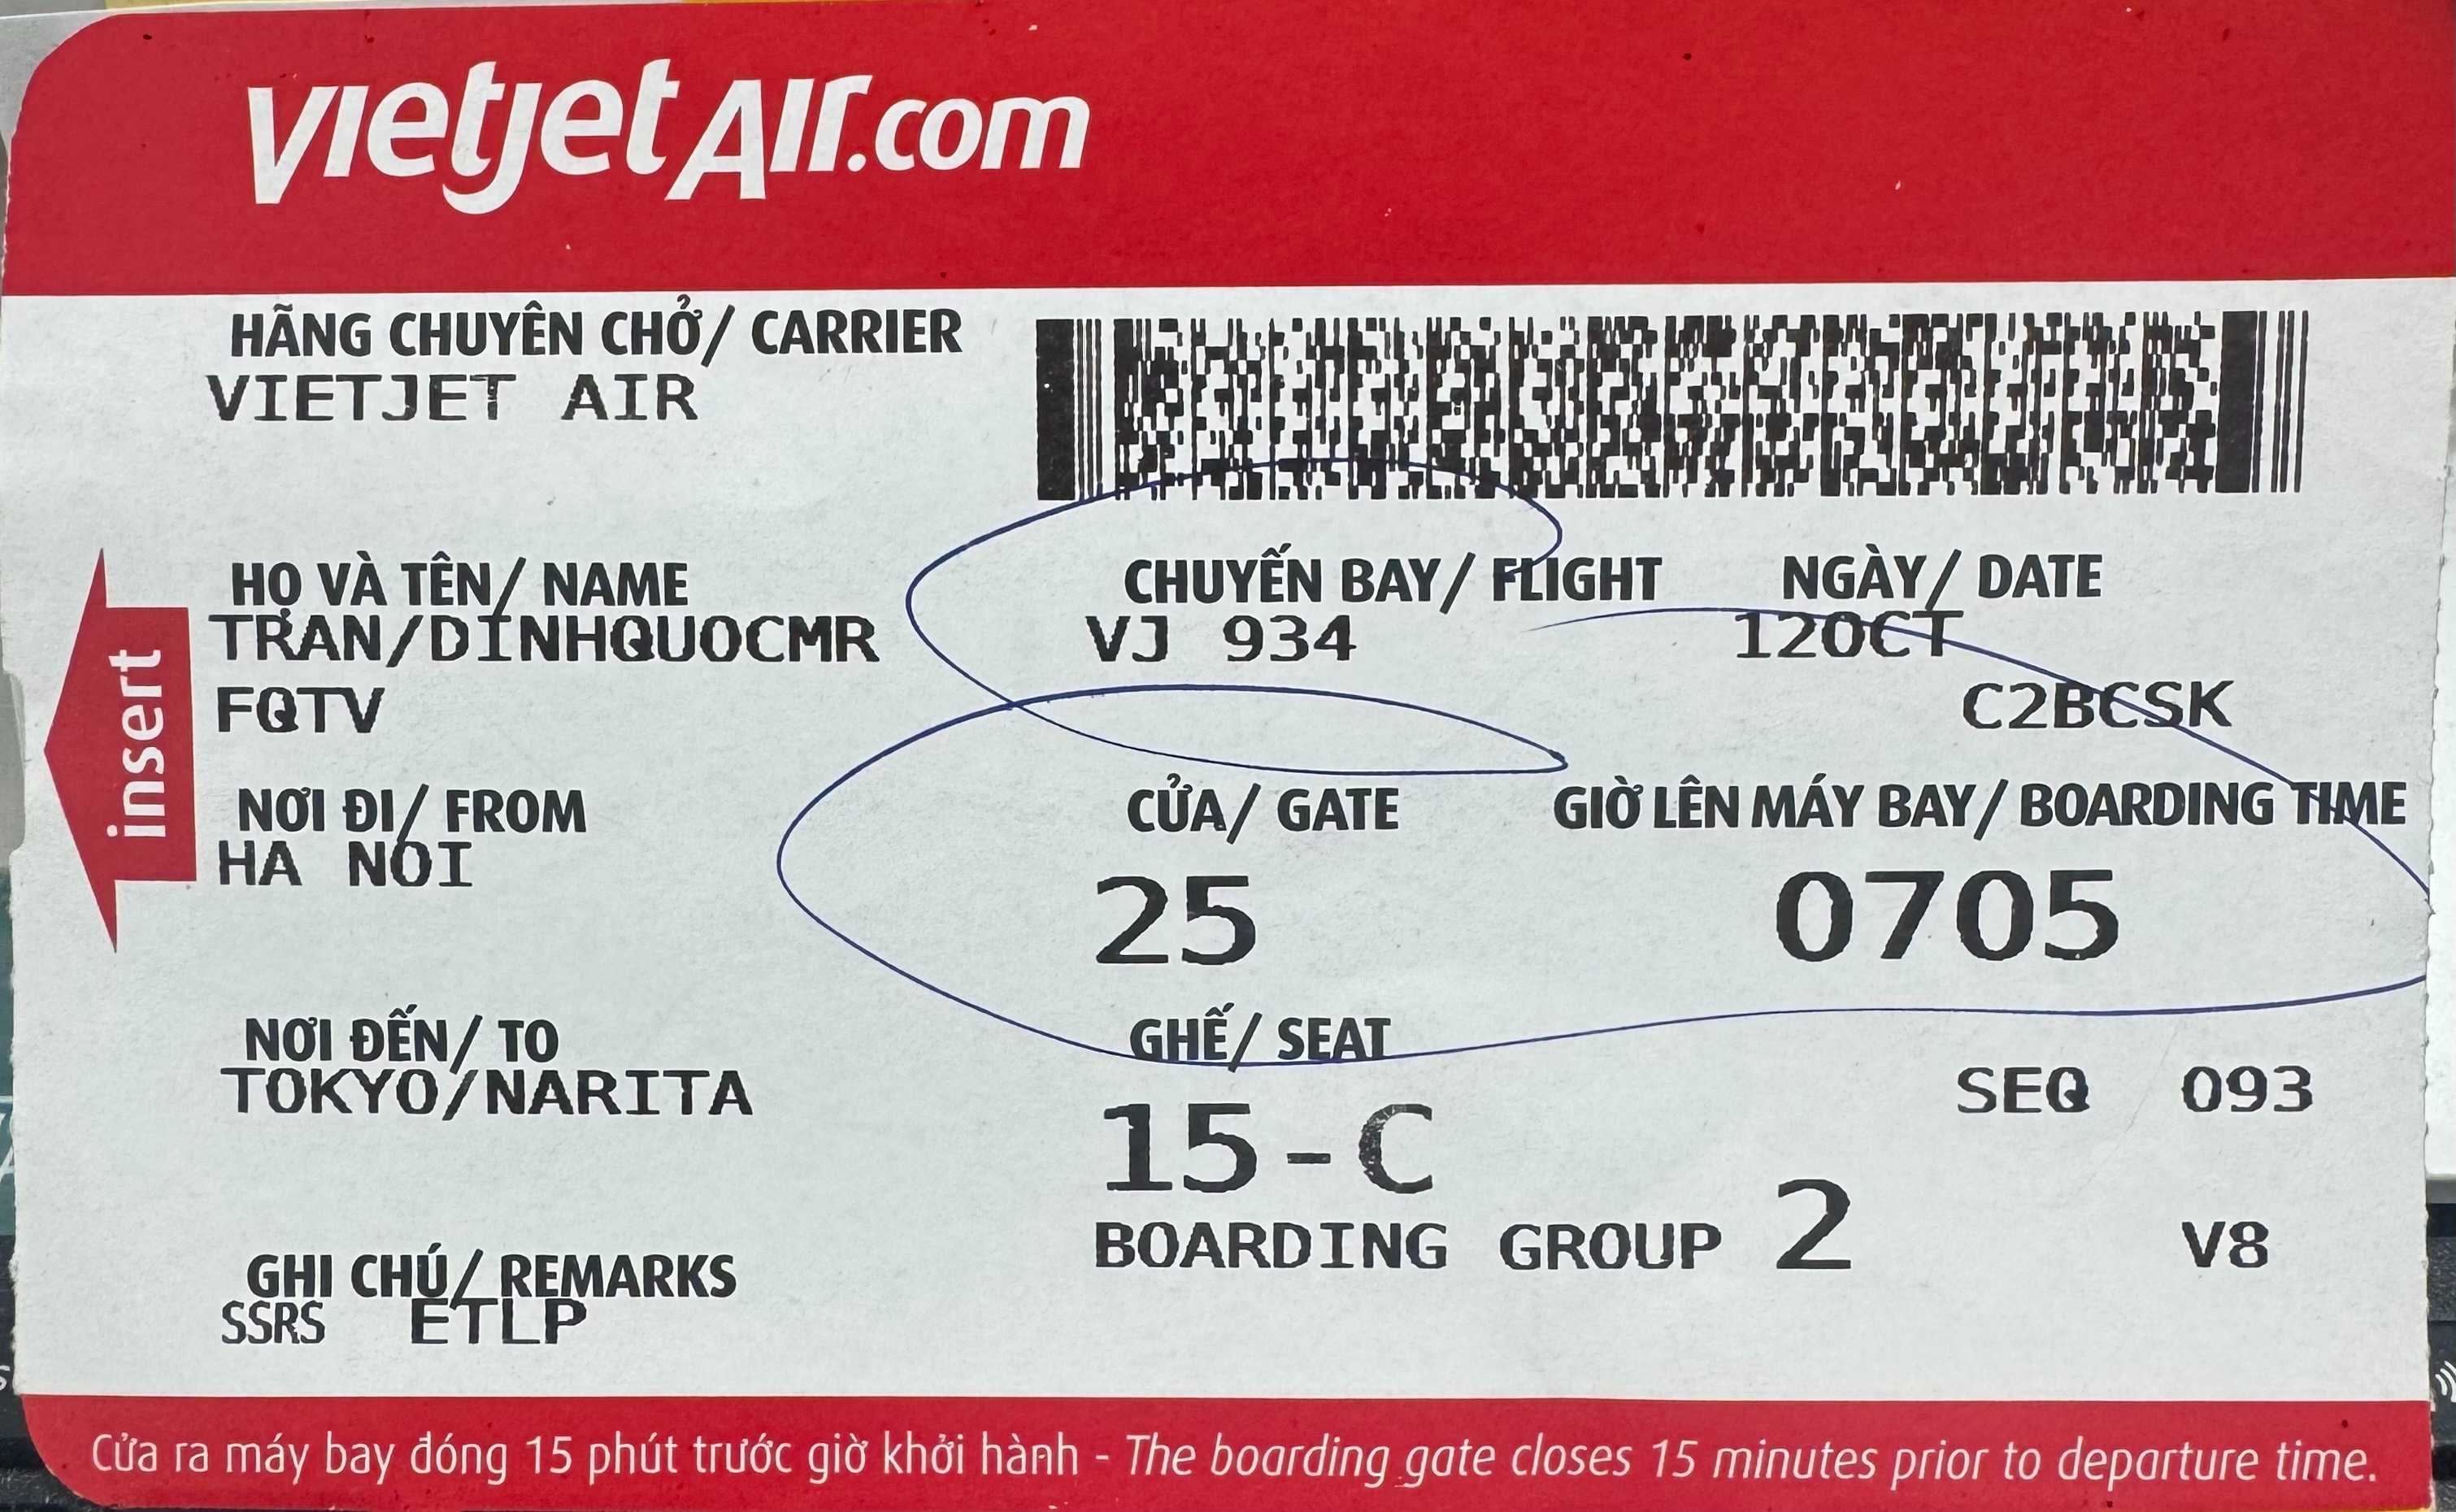 vietjetAir.com
HÃNG CHUYÊN CHỞ/ CARRIER
VIETJET AIR
HỌ VÀ TÊN/ NAME
TRAN/DINHQUOCMR
FQTV
CHUYẾN BAY/ FLIGHT
VJ 934
NGÀY/ DATE
12OCT
C2BCSK
insert
NƠI ĐI/ FROM
HA NOI
CỬA/ GATE
25
GIỜ LÊN MÁY BAY/ BOARDING TIME
0705
NƠI ĐẾN/ TO
TOKYO/NARITA
GHẾ/ SEAT
15-C
SEQ 093
BOARDING GROUP 2
V8
GHI CHÚ/ REMARKS
SSRS ETLP
Cửa ra máy bay đóng 15 phút trước giờ khởi hành - The boarding gate closes 15 minutes prior to departure time.